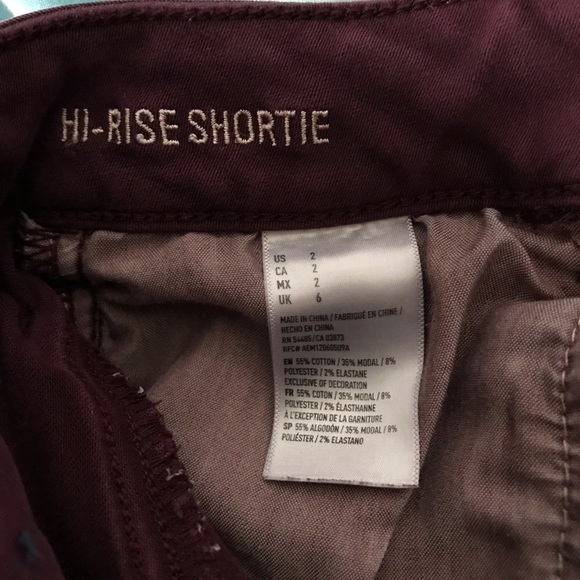 HI-RISE SHORTIE
US 2
CA 2
MX 2
UK 6
MADE IN CHINA / FABRIQUÉ EN CHINE /
HECHO EN CHINA
RN 54485/CA 03873
RFC# AEM1206060U9A
EN 55% COTTON / 35% MODAL / 8%
POLYESTER / 2% ELASTANE
EXCLUSIVE OF DECORATION
FR 55% COTON / 35% MODAL / 8%
POLYESTER / 2% ÉLASTHANNE
À L'EXCEPTION DE LA GARNITURE
SP 55% ALGODÓN / 35% MODAL / 8%
POLIÉSTER / 2% ELASTANO